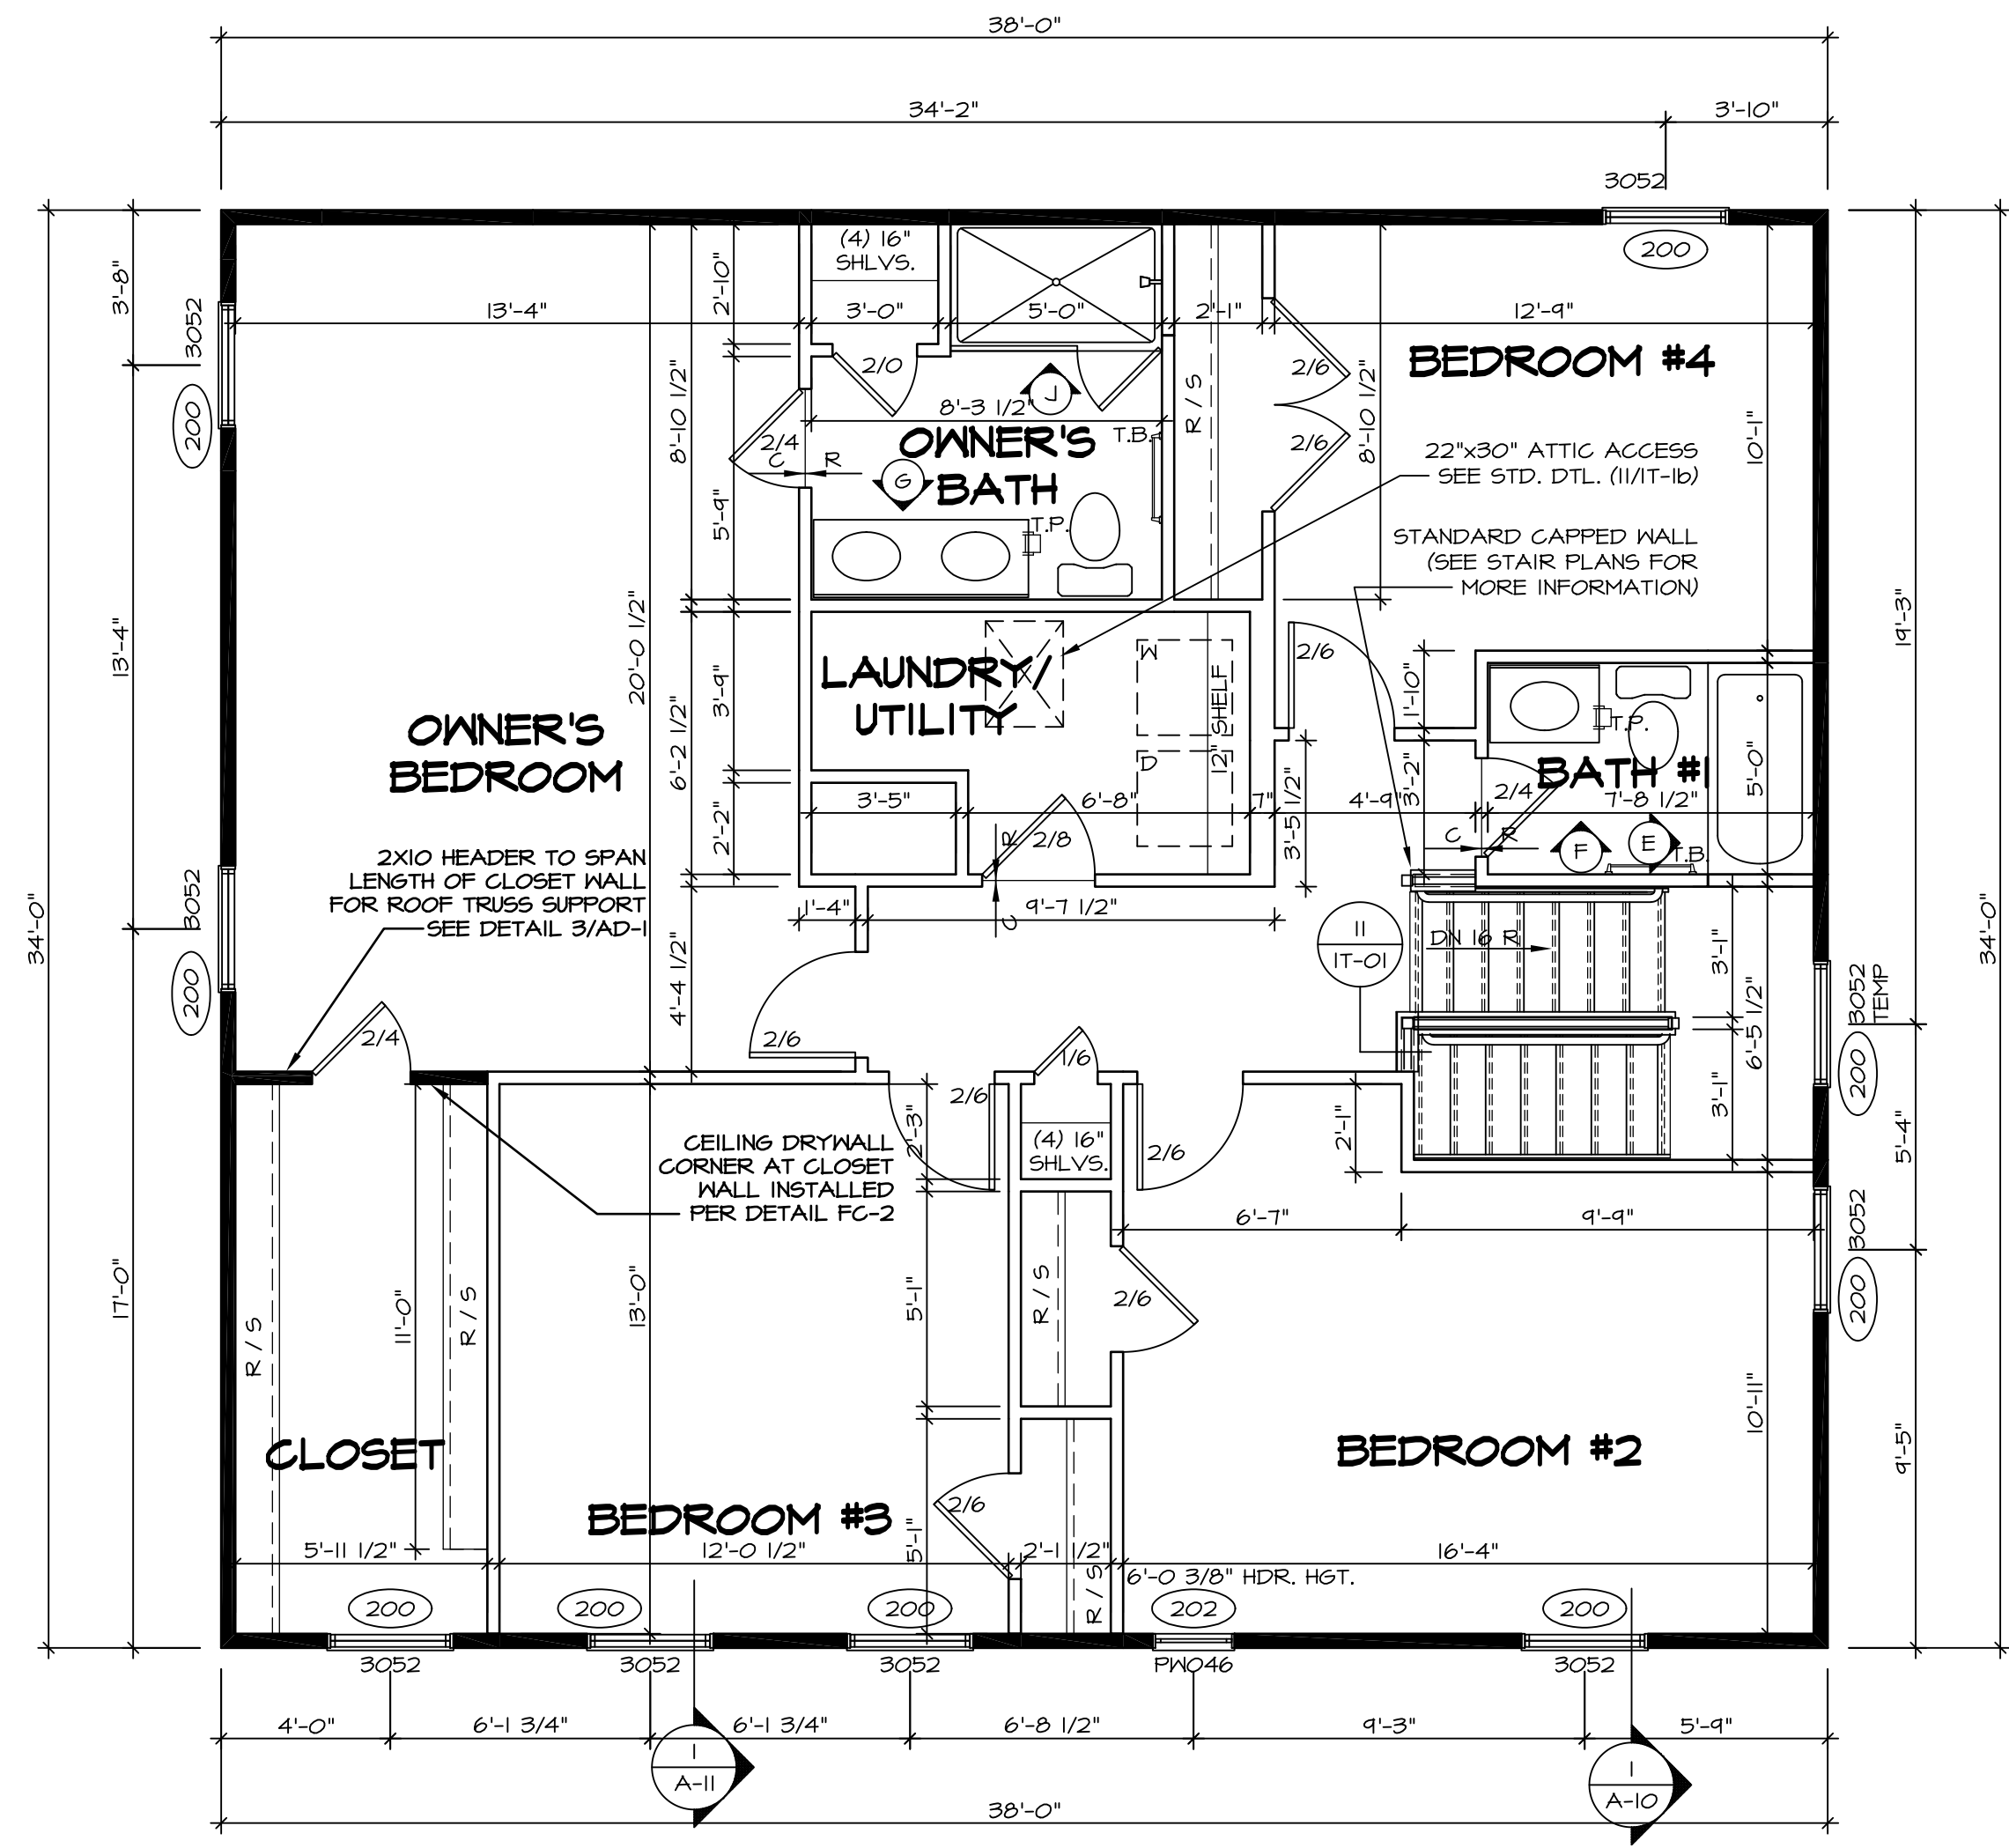 38'-0"
34'-2"
3'-10"
3052
200
(4) 16"
SHLVS.
2'-10"
3'-8"
3052
200
13'-4"
3'-0"
5'-0"
2'-1"
12'-9"
BEDROOM #4
2/0
2/6
R / S
J
8'-10 1/2"
8'-3 1/2"
8'-10 1/2"
10'-1"
2/4
C
R
OWNER'S
BATH
T.B.
2/6
G
T.P.
5'-9"
22"x30" ATTIC ACCESS
SEE STD. DTL. (11/IT-1b)
STANDARD CAPPED WALL
(SEE STAIR PLANS FOR
MORE INFORMATION)
13'-4"
20'-0 1/2"
19'-3"
LAUNDRY/
UTILITY
W
D
12" SHELF
2/6
1'-10"
3'-9"
6'-2 1/2"
OWNER'S
BEDROOM
T.P.
BATH #1
5'-0"
3'-2"
2/4
7'-8 1/2"
3'-5"
6'-8"
7"
4'-9"
2'-2"
R
2/8
C
3'-5 1/2"
C
R
F
E
T.B.
2X10 HEADER TO SPAN
LENGTH OF CLOSET WALL
FOR ROOF TRUSS SUPPORT
SEE DETAIL 3/AD-1
3052
200
34'-0"
34'-0"
1'-4"
9'-7 1/2"
11
IT-01
DN 16 R
3'-1"
3052
TEMP
200
4'-4 1/2"
6'-5 1/2"
2/4
2/6
1/6
2/6
2'-3"
(4) 16"
SHLVS.
2/6
2'-1"
3'-1"
5'-4"
CEILING DRYWALL
CORNER AT CLOSET
WALL INSTALLED
PER DETAIL FC-2
6'-7"
9'-9"
3052
200
17'-0"
R / S
11'-0"
R / S
13'-0"
5'-1"
R / S
2/6
10'-11"
9'-5"
CLOSET
BEDROOM #2
BEDROOM #3
2/6
5'-1"
5'-11 1/2"
12'-0 1/2"
2'-1 1/2"
16'-4"
R / S
6'-0 3/8" HDR. HGT.
200
200
200
202
200
3052
3052
3052
PW046
3052
4'-0"
6'-1 3/4"
6'-1 3/4"
6'-8 1/2"
9'-3"
5'-9"
1
A-11
1
A-10
38'-0"